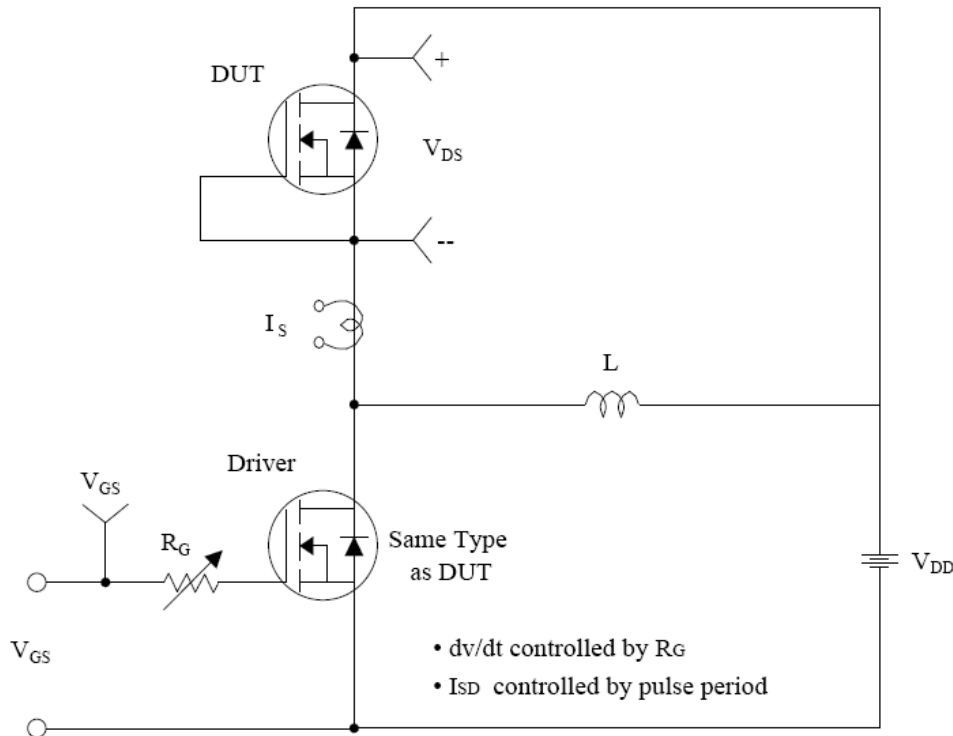 +
DUT
VDS
--
IS
L
Driver
VGS
RG
Same Type
as DUT
VDD
VGS
• dv/dt controlled by RG
• ISD controlled by pulse period